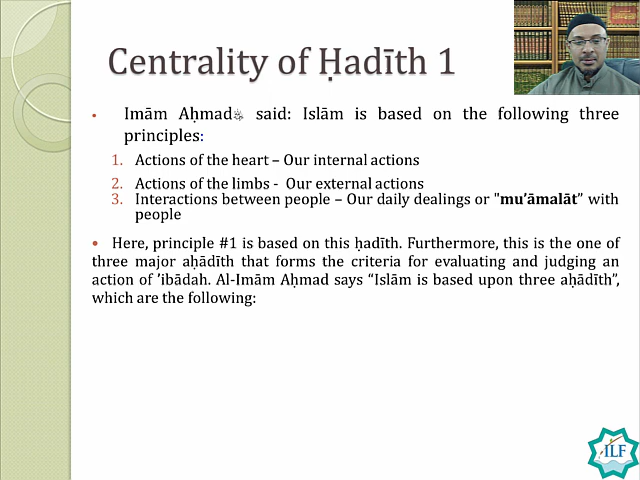 Centrality of Ḥadīth 1
• Imām Aḥmad said: Islām is based on the following three
principles:
1. Actions of the heart – Our internal actions
2. Actions of the limbs - Our external actions
3. Interactions between people – Our daily dealings or "mu’āmalāt” with
people
• Here, principle #1 is based on this ḥadīth. Furthermore, this is the one of
three major aḥādīth that forms the criteria for evaluating and judging an
action of ’ibādah. Al-Imām Aḥmad says “Islām is based upon three aḥādīth”,
which are the following:
ILF